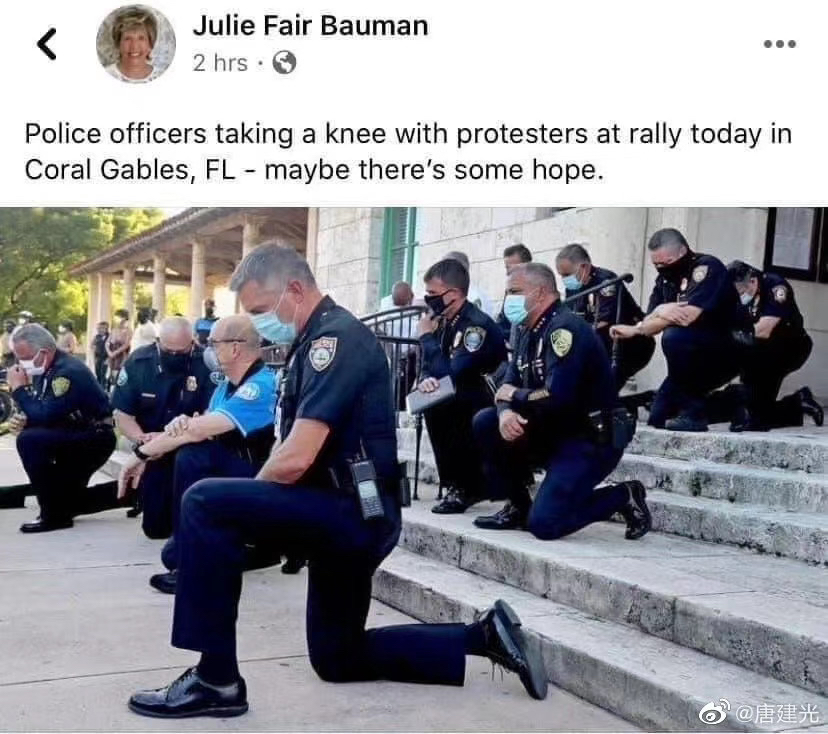 Julie Fair Bauman
2 hrs ·
Police officers taking a knee with protesters at rally today in
Coral Gables, FL - maybe there's some hope.
@唐建光